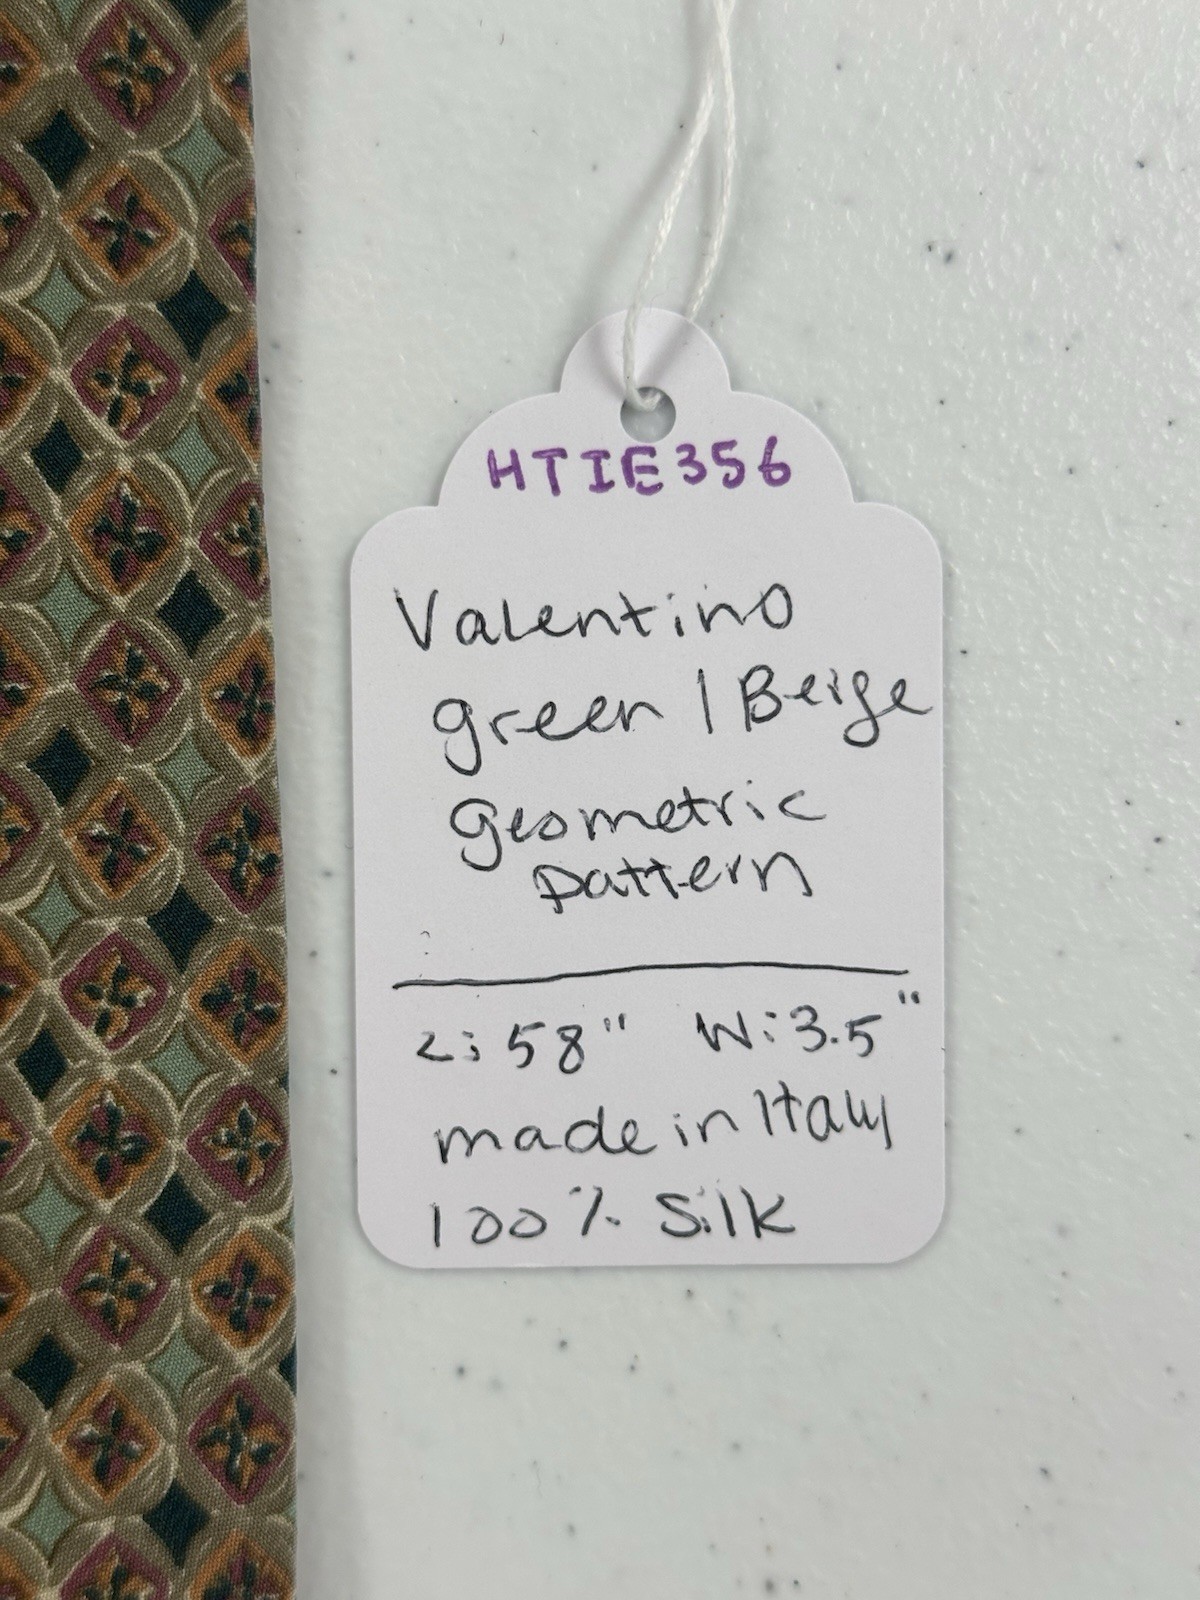 HTIE356
Valentino
green | Beige
geometric
pattern
L: 58" W: 3.5"
made in Italy
100% Silk